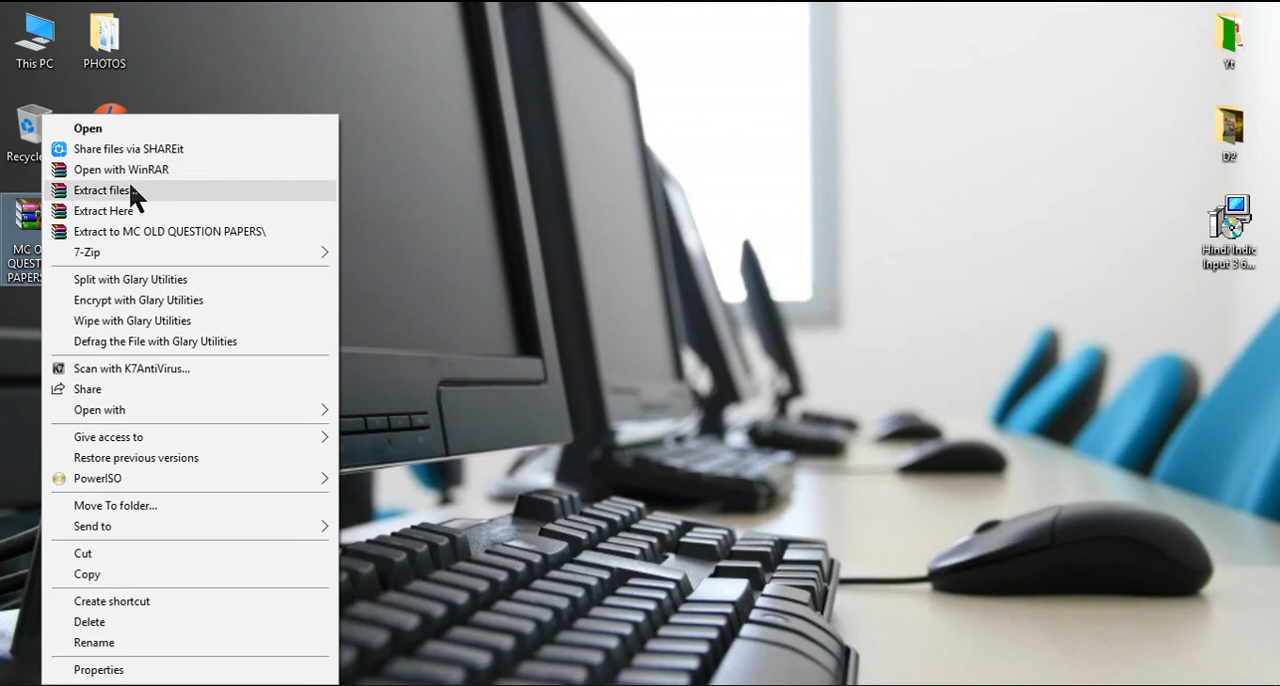 This PC
PHOTOS
Yt
Recycle
D2
MC O
QUEST
PAPERS
Hindi Indic
Input 3 6...
Open
Share files via SHAREit
Open with WinRAR
Extract files
Extract Here
Extract to MC OLD QUESTION PAPERS\
7-Zip
Split with Glary Utilities
Encrypt with Glary Utilities
Wipe with Glary Utilities
Defrag the File with Glary Utilities
Scan with K7AntiVirus...
Share
Open with
Give access to
Restore previous versions
PowerISO
Move To folder...
Send to
Cut
Copy
Create shortcut
Delete
Rename
Properties